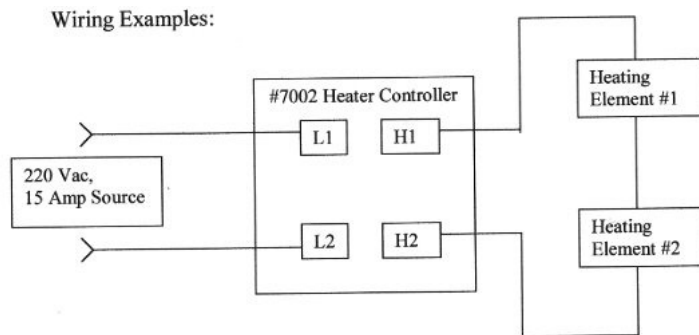 Wiring Examples:
#7002 Heater Controller
L1
H1
Heating
Element #1
220 Vac,
15 Amp Source
L2
H2
Heating
Element #2